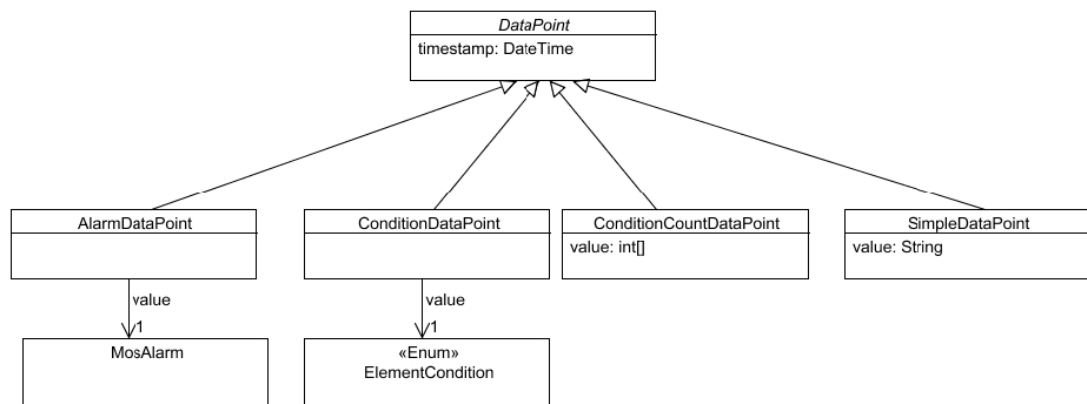 DataPoint
timestamp: DateTime
AlarmDataPoint
ConditionDataPoint
ConditionCountDataPoint
value: int[]
SimpleDataPoint
value: String
value
1
value
1
MosAlarm
«Enum»
ElementCondition